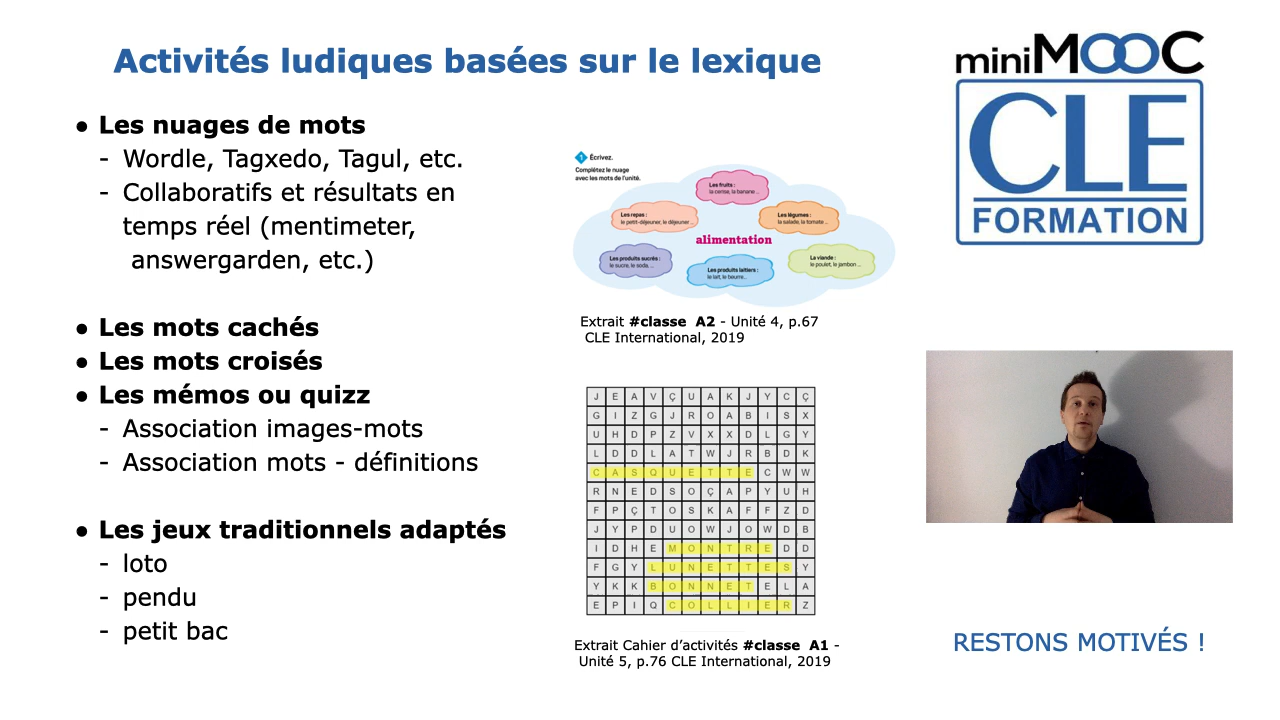 Activités ludiques basées sur le lexique
● Les nuages de mots
- Wordle, Tagxedo, Tagul, etc.
- Collaboratifs et résultats en
temps réel (mentimeter,
answergarden, etc.)
● Les mots cachés
● Les mots croisés
● Les mémos ou quizz
- Association images-mots
- Association mots - définitions
● Les jeux traditionnels adaptés
- loto
- pendu
- petit bac
1 Écrivez.
Complétez le nuage
avec les mots de l'unité.
Les fruits :
la cerise, la banane ...
Les repas :
le petit-déjeuner, le déjeuner ...
Les légumes :
la salade, la tomate ...
alimentation
Les produits sucrés :
le sucre, le soda, ...
Les produits laitiers :
le lait, le beurre...
La viande :
le poulet, le jambon ...
Extrait #classe A2 - Unité 4, p.67
CLE International, 2019
J E A V Ç U A K J Y C Ç
G I Z G J R O A B I S X
U H D P Z V X X D L G Y
L D D L A T W J R B D K
C A S Q U E T T E C W W
R N E D S O Ç A P Y U H
F P Ç T O S K A F F Z D
J Y P D U O W J O W D B
I D H E M O N T R E D D
F G Y L U N E T T E S Y
Y K K B O N N E T E L A
E P I Q C O L L I E R Z
Extrait Cahier d'activités #classe A1 -
Unité 5, p.76 CLE International, 2019
miniMOOC
CLE
FORMATION
RESTONS MOTIVÉS !